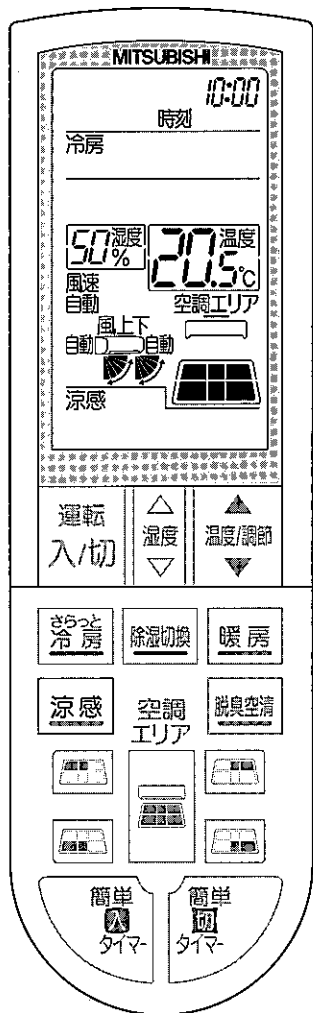 MITSUBISHI
10:00
時刻
冷房
50% 湿度
20.5℃ 温度
風速
自動
空調エリア
風上下
自動 自動
涼感
運転
入/切
△
湿度
▽
▲
温度/調節
▼
さらっと
冷房
除湿切換
暖房
涼感
空調
エリア
脱臭空清
簡単
入
タイマー
簡単
切
タイマー